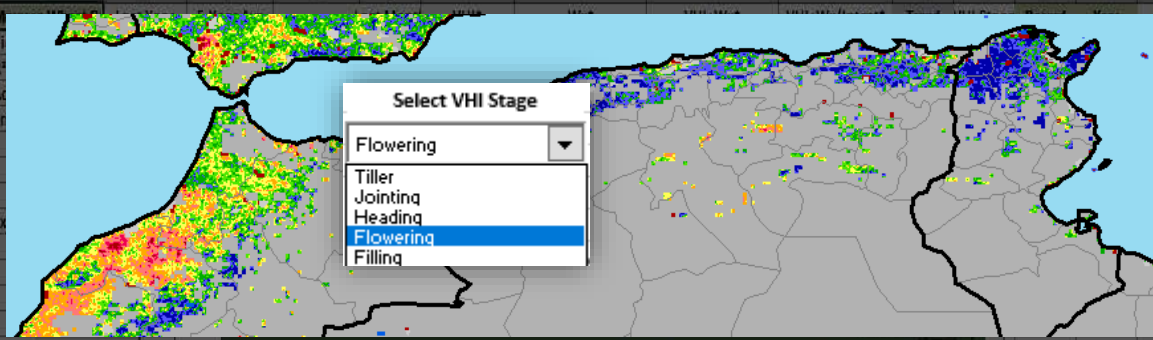 Select VHI Stage
Flowering
Tiller
Jointing
Heading
Flowering
Filling